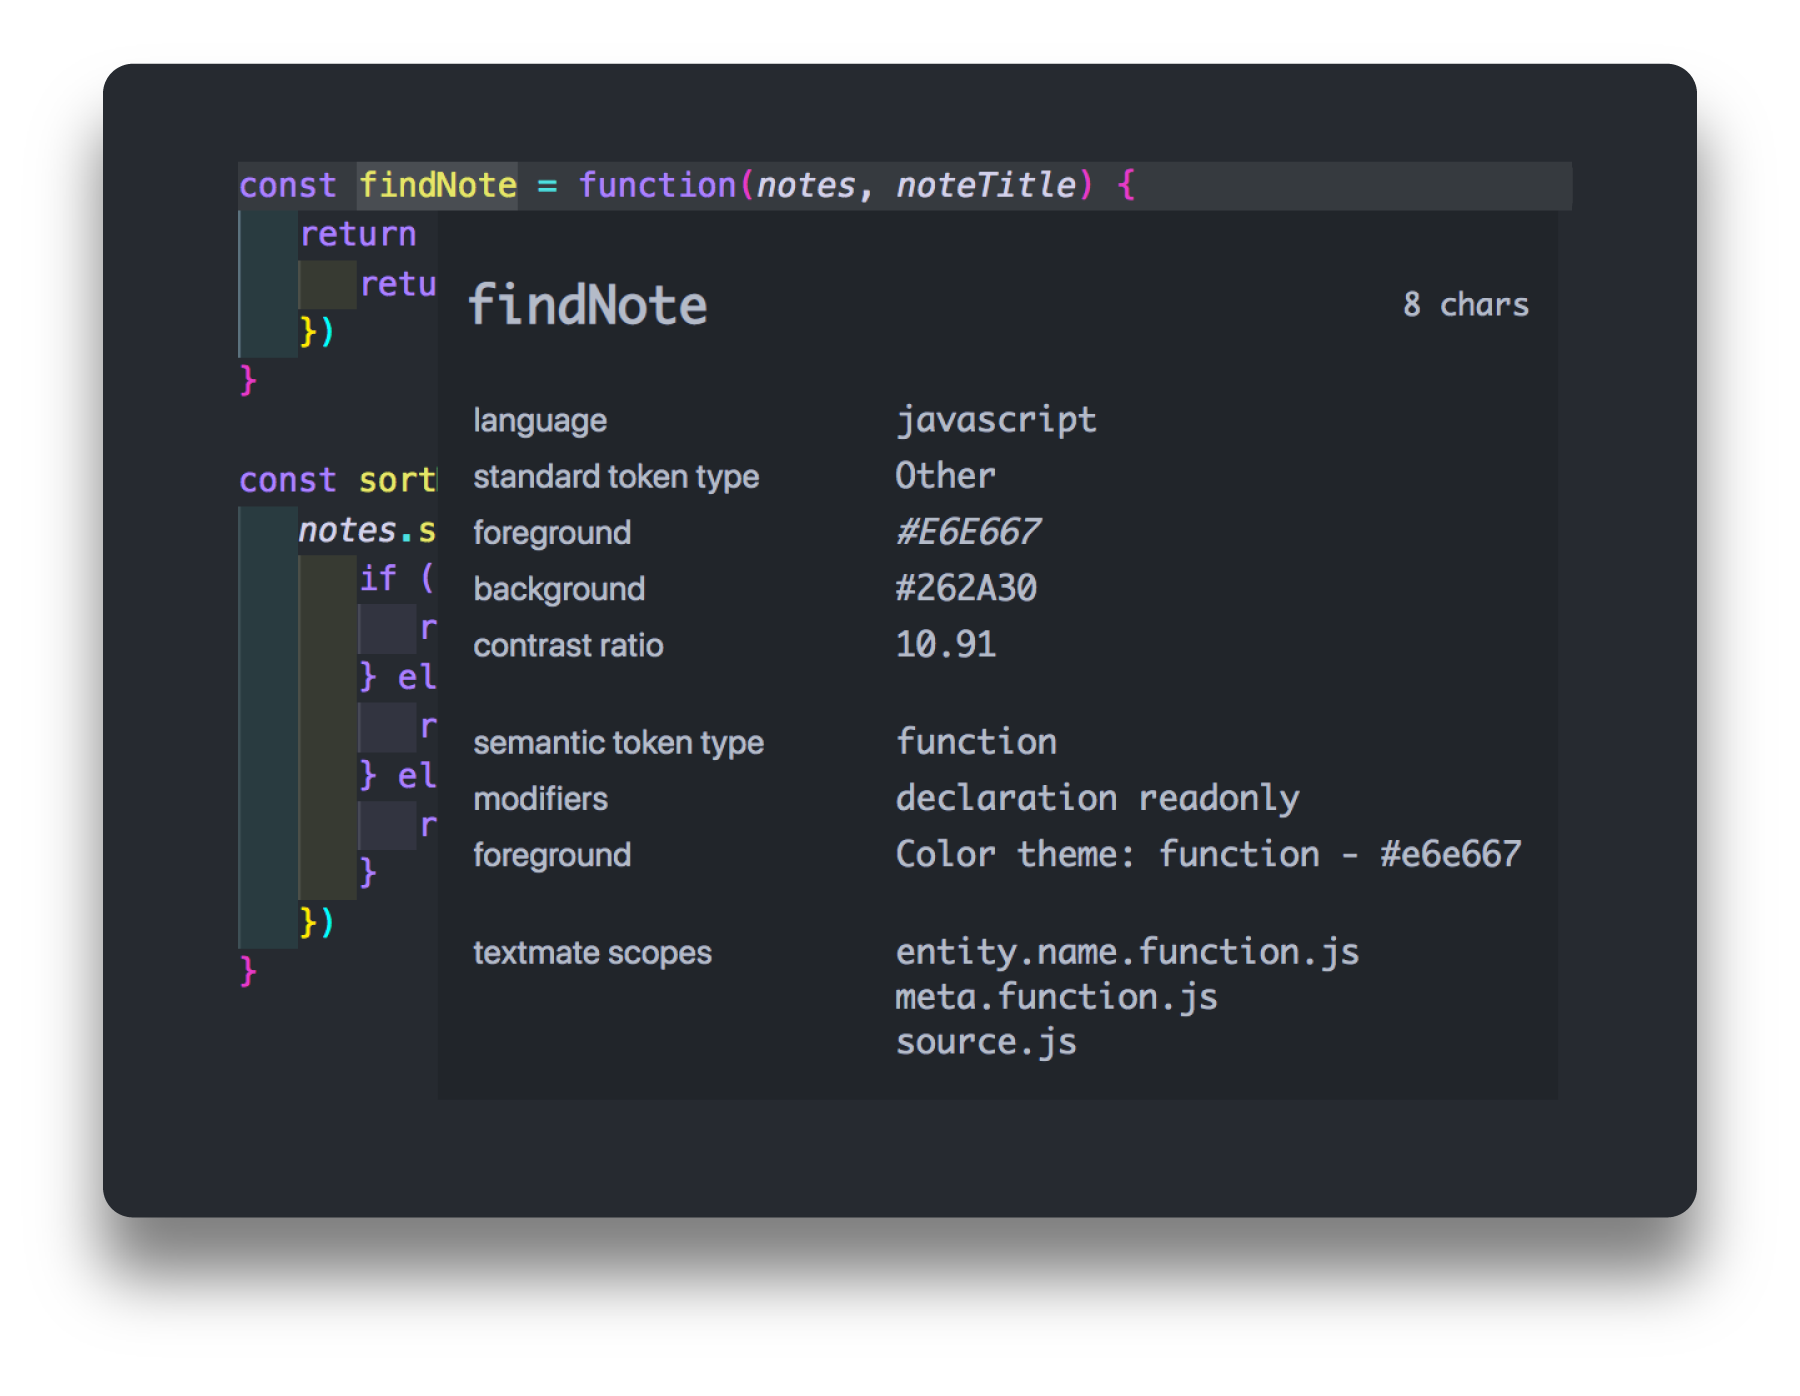 const findNote = function(notes, noteTitle) {
return
retu
})
}
const sort
notes.s
if (
r
} el
r
} el
r
}
})
}
findNote 8 chars
language javascript
standard token type Other
foreground #E6E667
background #262A30
contrast ratio 10.91
semantic token type function
modifiers declaration readonly
foreground Color theme: function - #e6e667
textmate scopes entity.name.function.js
meta.function.js
source.js